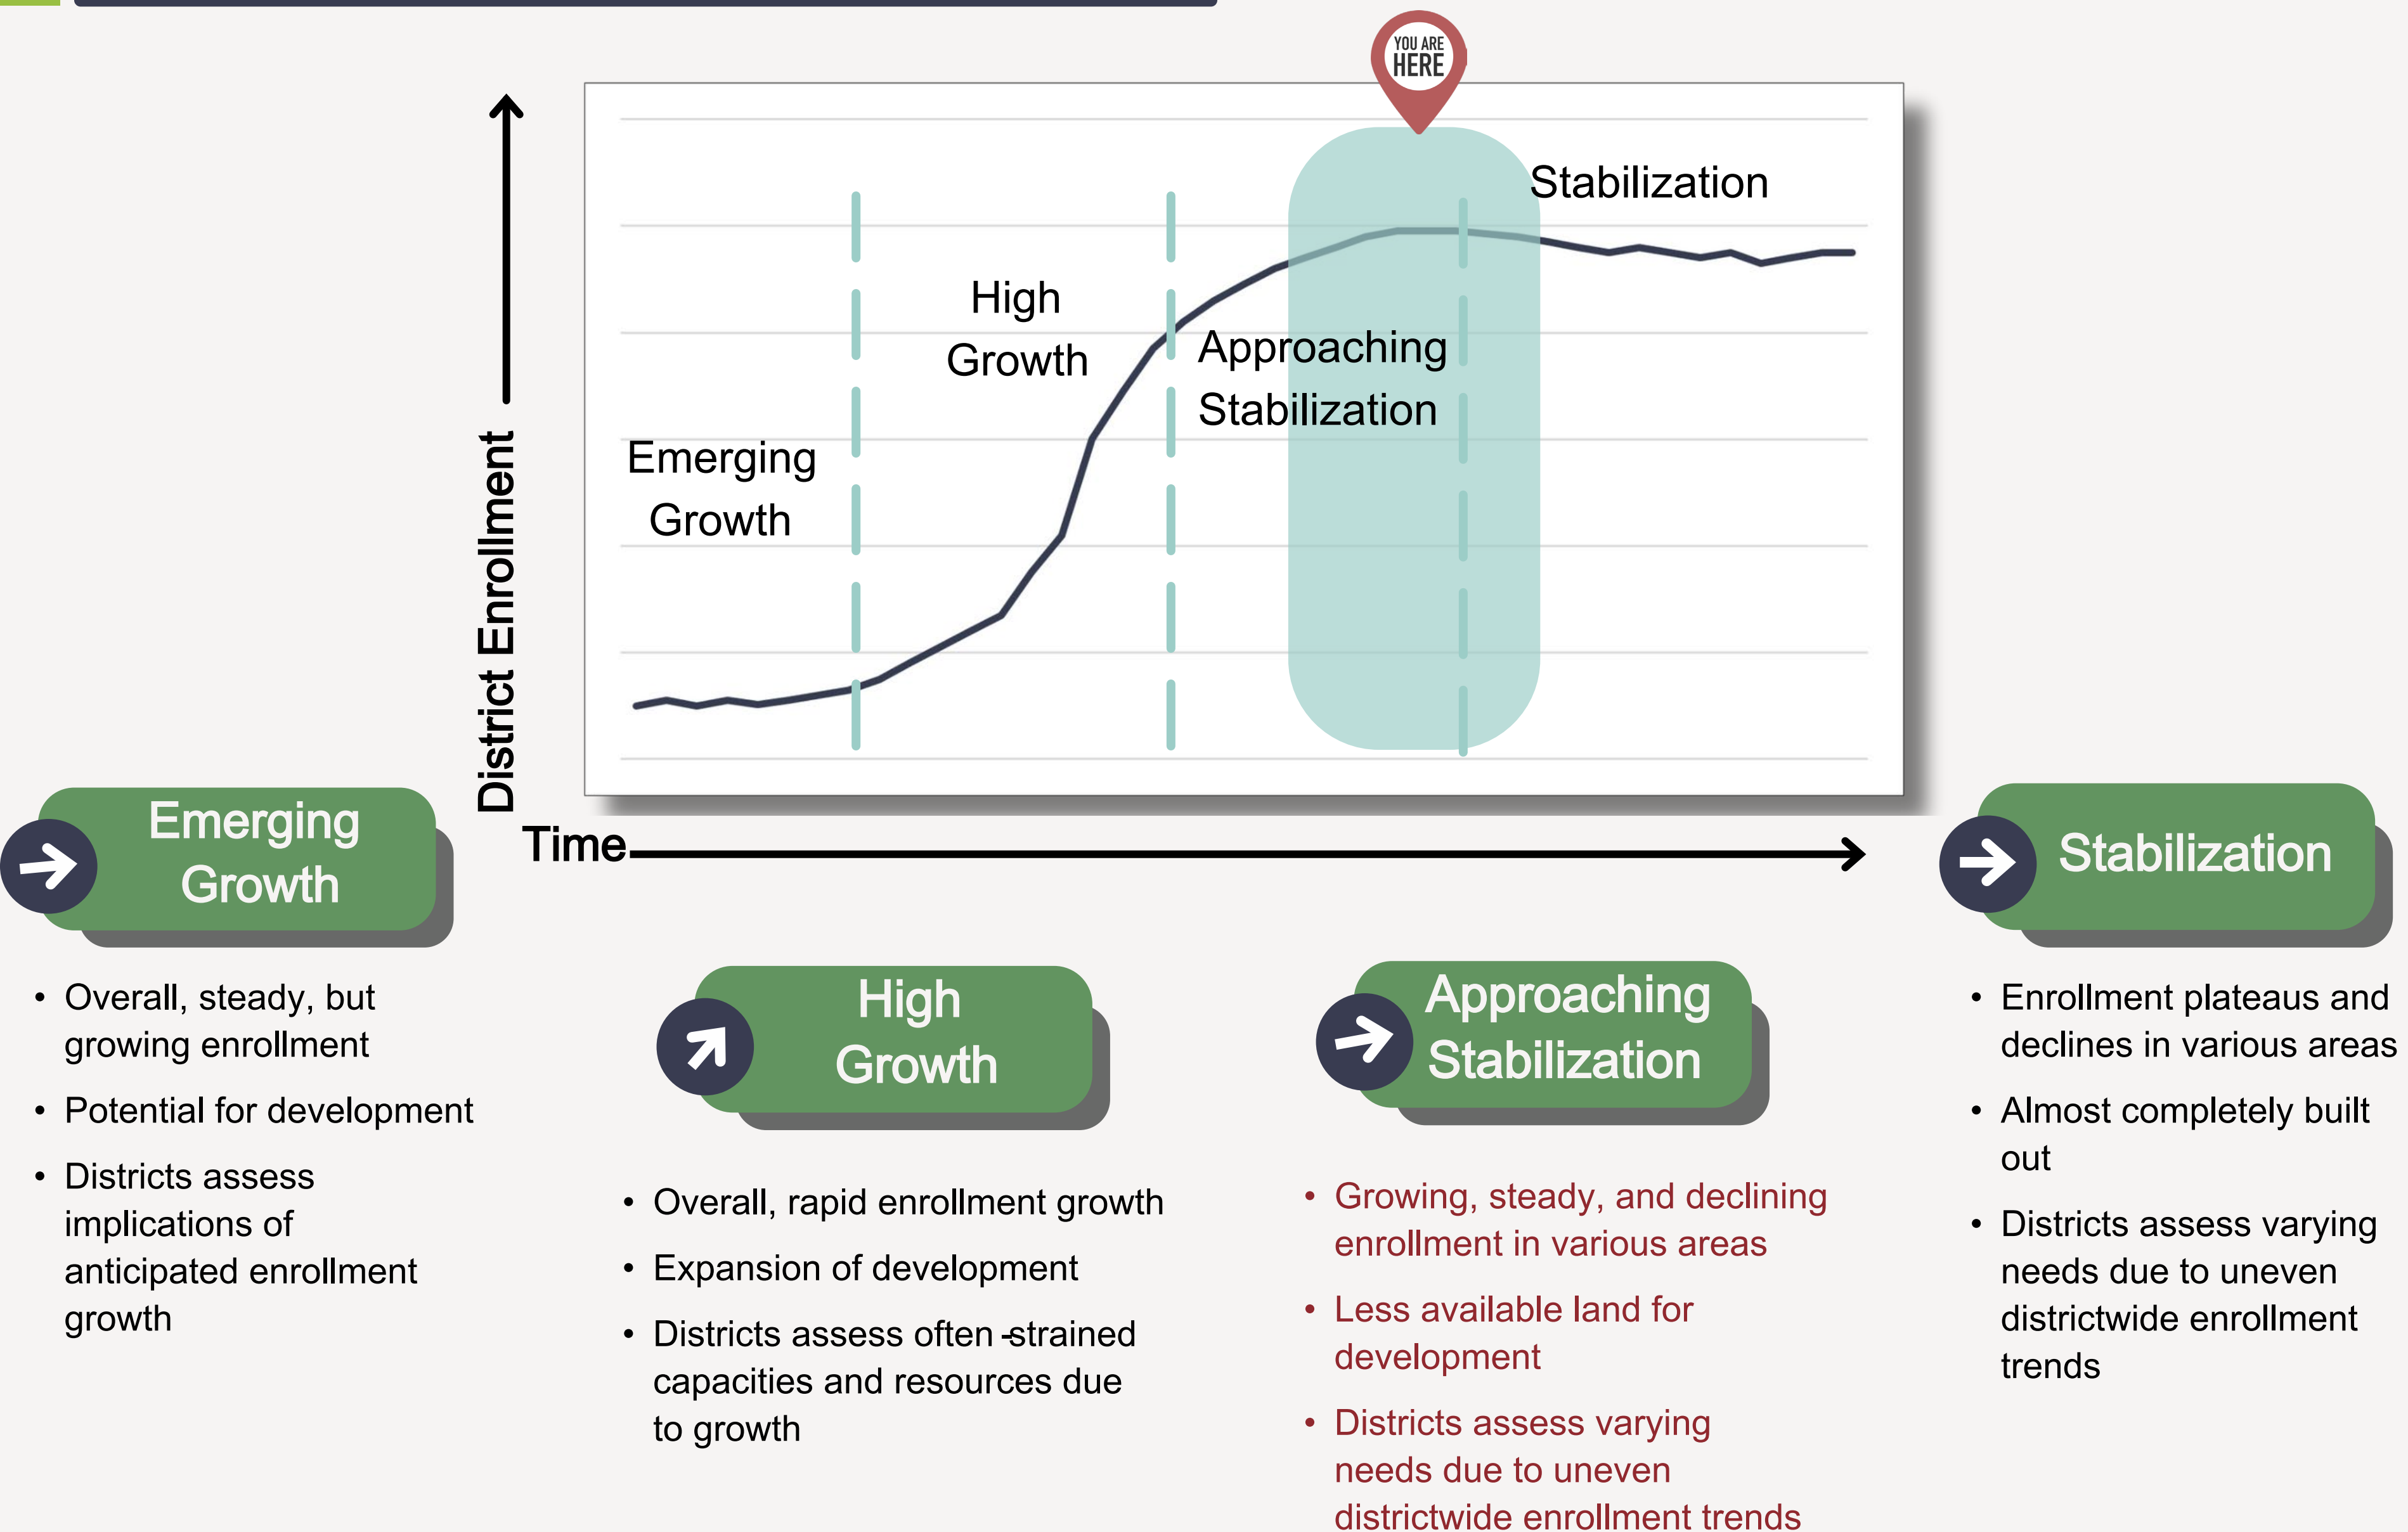 YOU ARE
HERE
Stabilization
High
Growth
Approaching
Stabilization
Emerging
Growth
District Enrollment
Time
Emerging
Growth
• Overall, steady, but
growing enrollment
• Potential for development
• Districts assess
implications of
anticipated enrollment
growth
High
Growth
• Overall, rapid enrollment growth
• Expansion of development
• Districts assess often -strained
capacities and resources due
to growth
Approaching
Stabilization
• Growing, steady, and declining
enrollment in various areas
• Less available land for
development
• Districts assess varying
needs due to uneven
districtwide enrollment trends
Stabilization
• Enrollment plateaus and
declines in various areas
• Almost completely built
out
• Districts assess varying
needs due to uneven
districtwide enrollment
trends